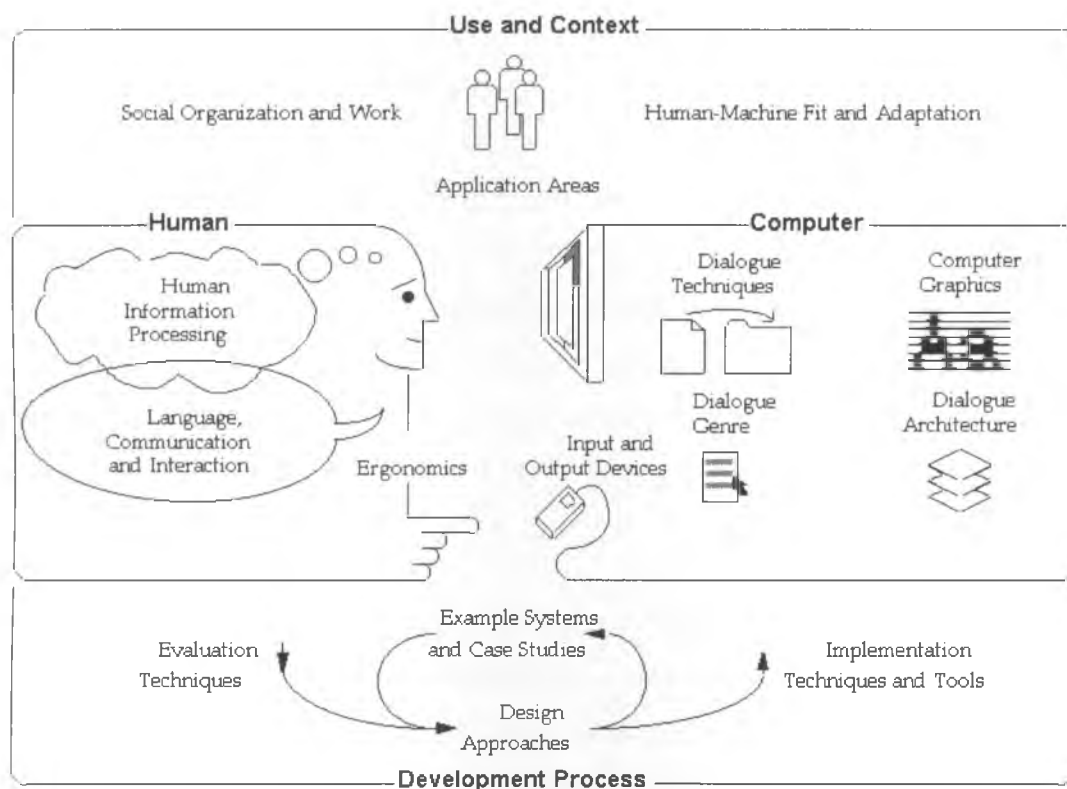 Use and Context
Social Organization and Work
Human-Machine Fit and Adaptation
Application Areas
Human
Human
Information
Processing
Language,
Communication
and Interaction
Ergonomics
Computer
Dialogue
Techniques
Computer
Graphics
Dialogue
Genre
Dialogue
Architecture
Input and
Output Devices
Example Systems
and Case Studies
Evaluation
Techniques
Implementation
Techniques and Tools
Design
Approaches
Development Process